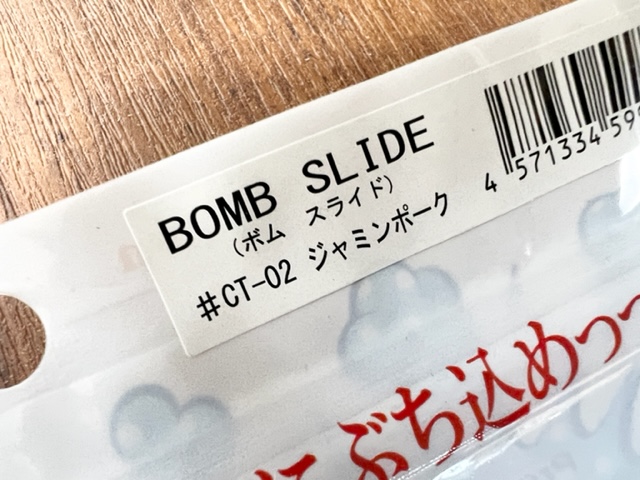 BOMB SLIDE
(ボム スライド)
#CT-02 ジャミンポーク
4 571334 59
ぶち込めっ